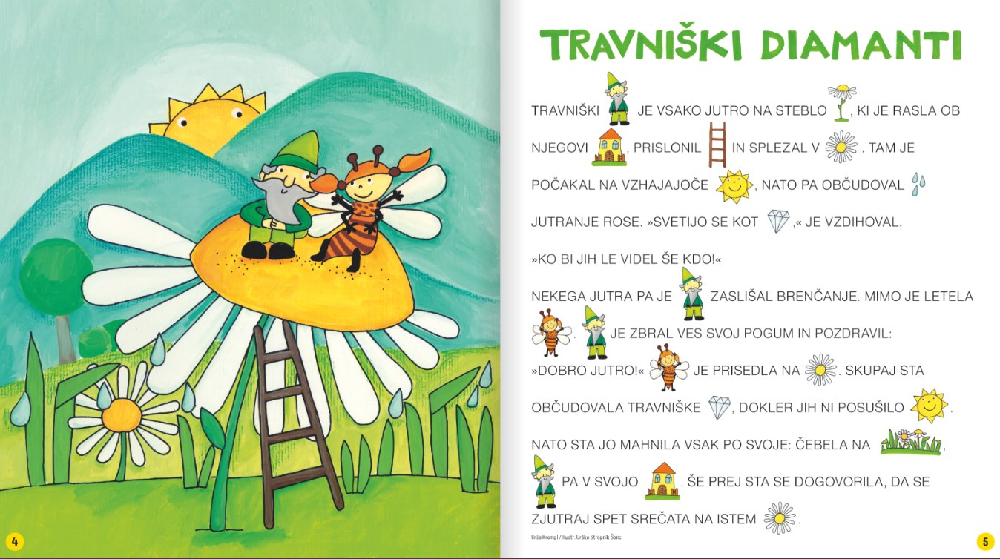 TRAVNIŠKI DIAMANTI
TRAVNIŠKI JE VSAKO JUTRO NA STEBLO , KI JE RASLA OB
NJEGOVI , PRISLONIL IN SPLEZAL V . TAM JE
POČAKAL NA VZHAJAJOČE , NATO PA OBČUDOVAL
JUTRANJE ROSE. »SVETIJO SE KOT ,« JE VZDIHOVAL.
»KO BI JIH LE VIDEL ŠE KDO!«
NEKEGA JUTRA PA JE ZASLIŠAL BRENČANJE. MIMO JE LETELA
. JE ZBRAL VES SVOJ POGUM IN POZDRAVIL:
»DOBRO JUTRO!« JE PRISEDLA NA . SKUPAJ STA
OBČUDOVALA TRAVNIŠKE , DOKLER JIH NI POSUŠILO .
NATO STA JO MAHNILA VSAK PO SVOJE: ČEBELA NA ,
PA V SVOJO . ŠE PREJ STA SE DOGOVORILA, DA SE
ZJUTRAJ SPET SREČATA NA ISTEM .
Urša Krempl / Ilustr. Urška Stropnik Šonc
4
5